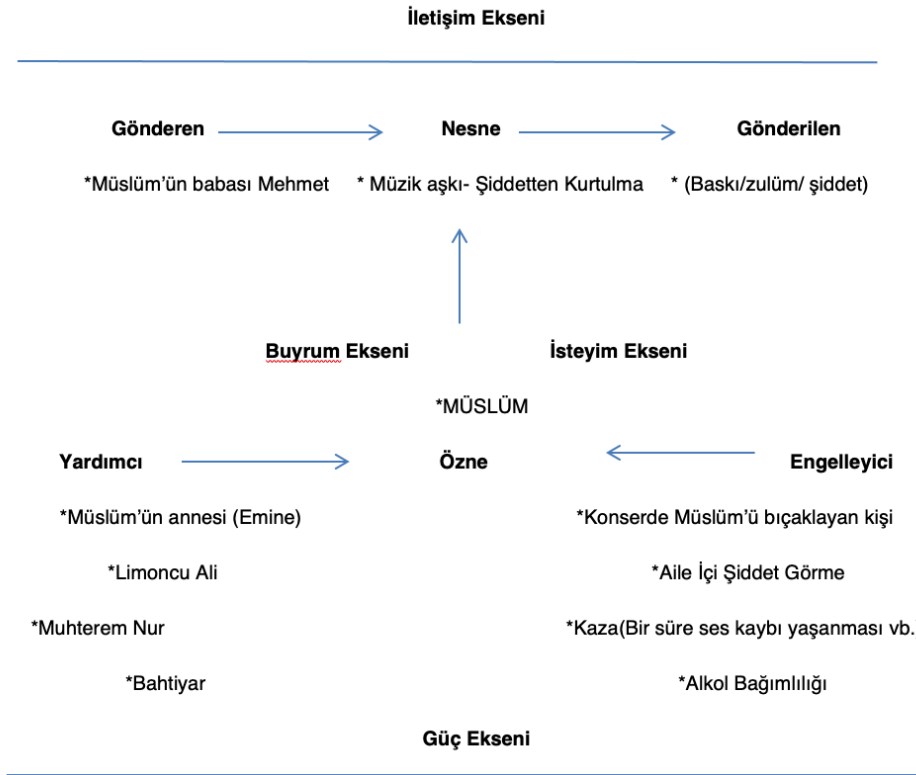 İletişim Ekseni
Gönderen Nesne Gönderilen
*Müslüm’ün babası Mehmet * Müzik aşkı- Şiddetten Kurtulma * (Baskı/zulüm/ şiddet)
Buyrum Ekseni İsteyim Ekseni
*MÜSLÜM
Yardımcı Özne Engelleyici
*Müslüm’ün annesi (Emine) *Konserde Müslüm’ü bıçaklayan kişi
*Limoncu Ali *Aile İçi Şiddet Görme
*Muhterem Nur *Kaza(Bir süre ses kaybı yaşanması vb.
*Bahtiyar *Alkol Bağımlılığı
Güç Ekseni